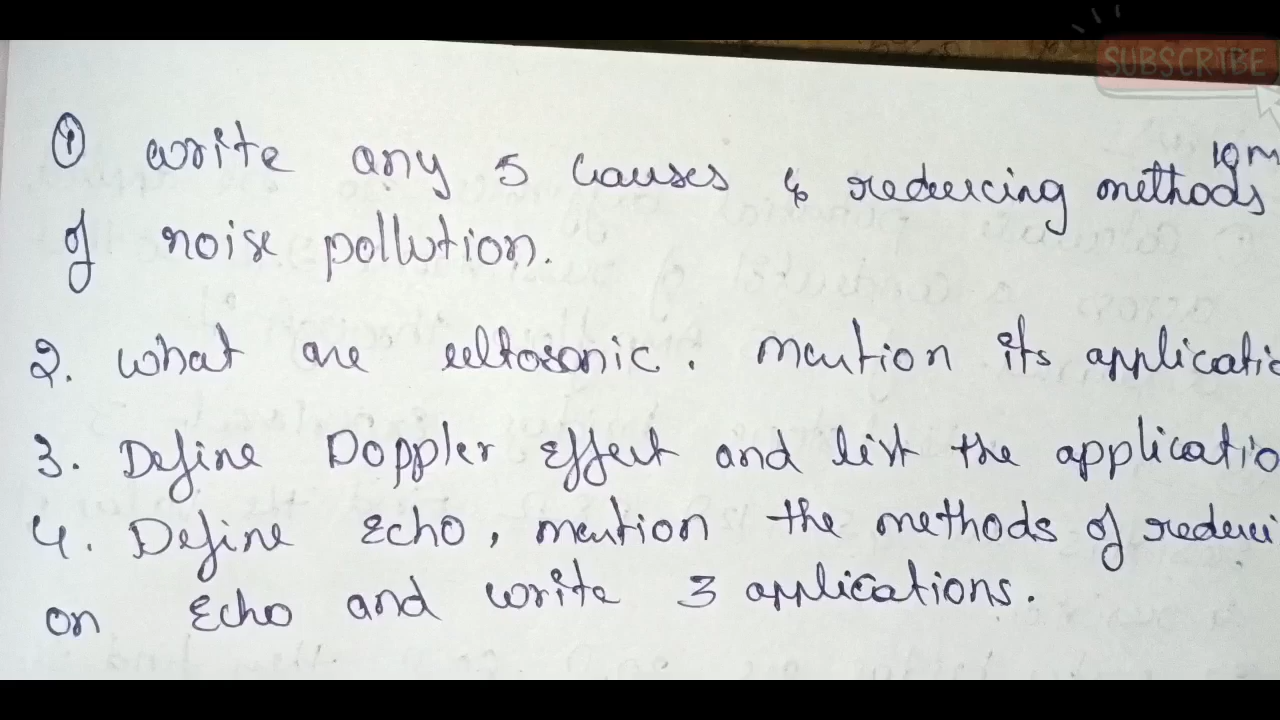 SUBSCRIBE
10m
① write any 5 causes & reducing methods
of noise pollution.
2. What are ultosonic. mention its applicatio
3. Define Doppler Effect and list the applicatio
4. Define Echo, mention the methods of reduci
on Echo and write 3 applications.